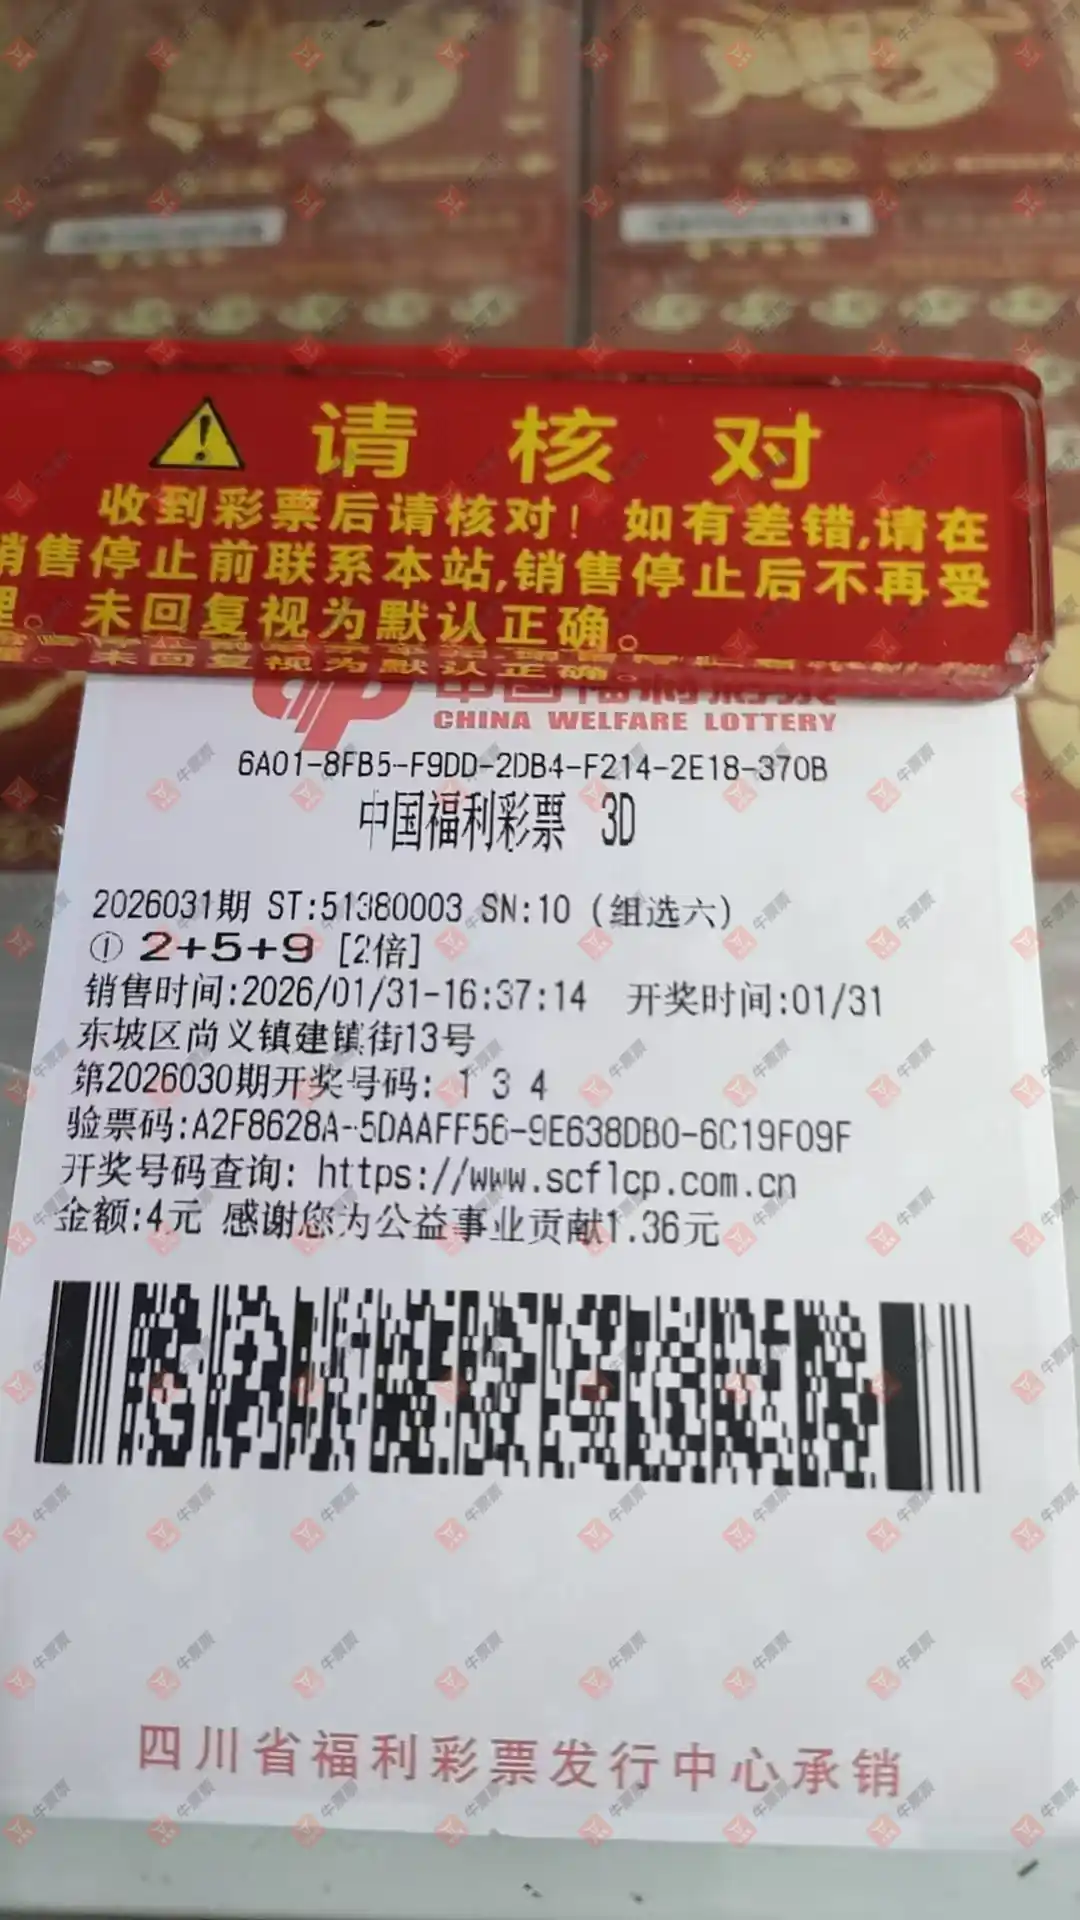 请核对
收到彩票后请核对！如有差错,请在
销售停止前联系本站,销售停止后不再受
理。未回复视为默认正确。
中国福利彩票
CHINA WELFARE LOTTERY
6A01-8FB5-F9DD-2DB4-F214-2E18-370B
中国福利彩票 3D
2026031期 ST:51380003 SN:10 (组选六)
① 2+5+9 [2倍]
销售时间:2026/01/31-16:37:14 开奖时间:01/31
东坡区尚义镇建镇街13号
第2026030期开奖号码: 1 3 4
验票码:A2F8628A-5DAAFF56-9E638DB0-6C19F09F
开奖号码查询: https://www.scflcp.com.cn
金额:4元 感谢您为公益事业贡献1.36元
四川省福利彩票发行中心承销
牛票票